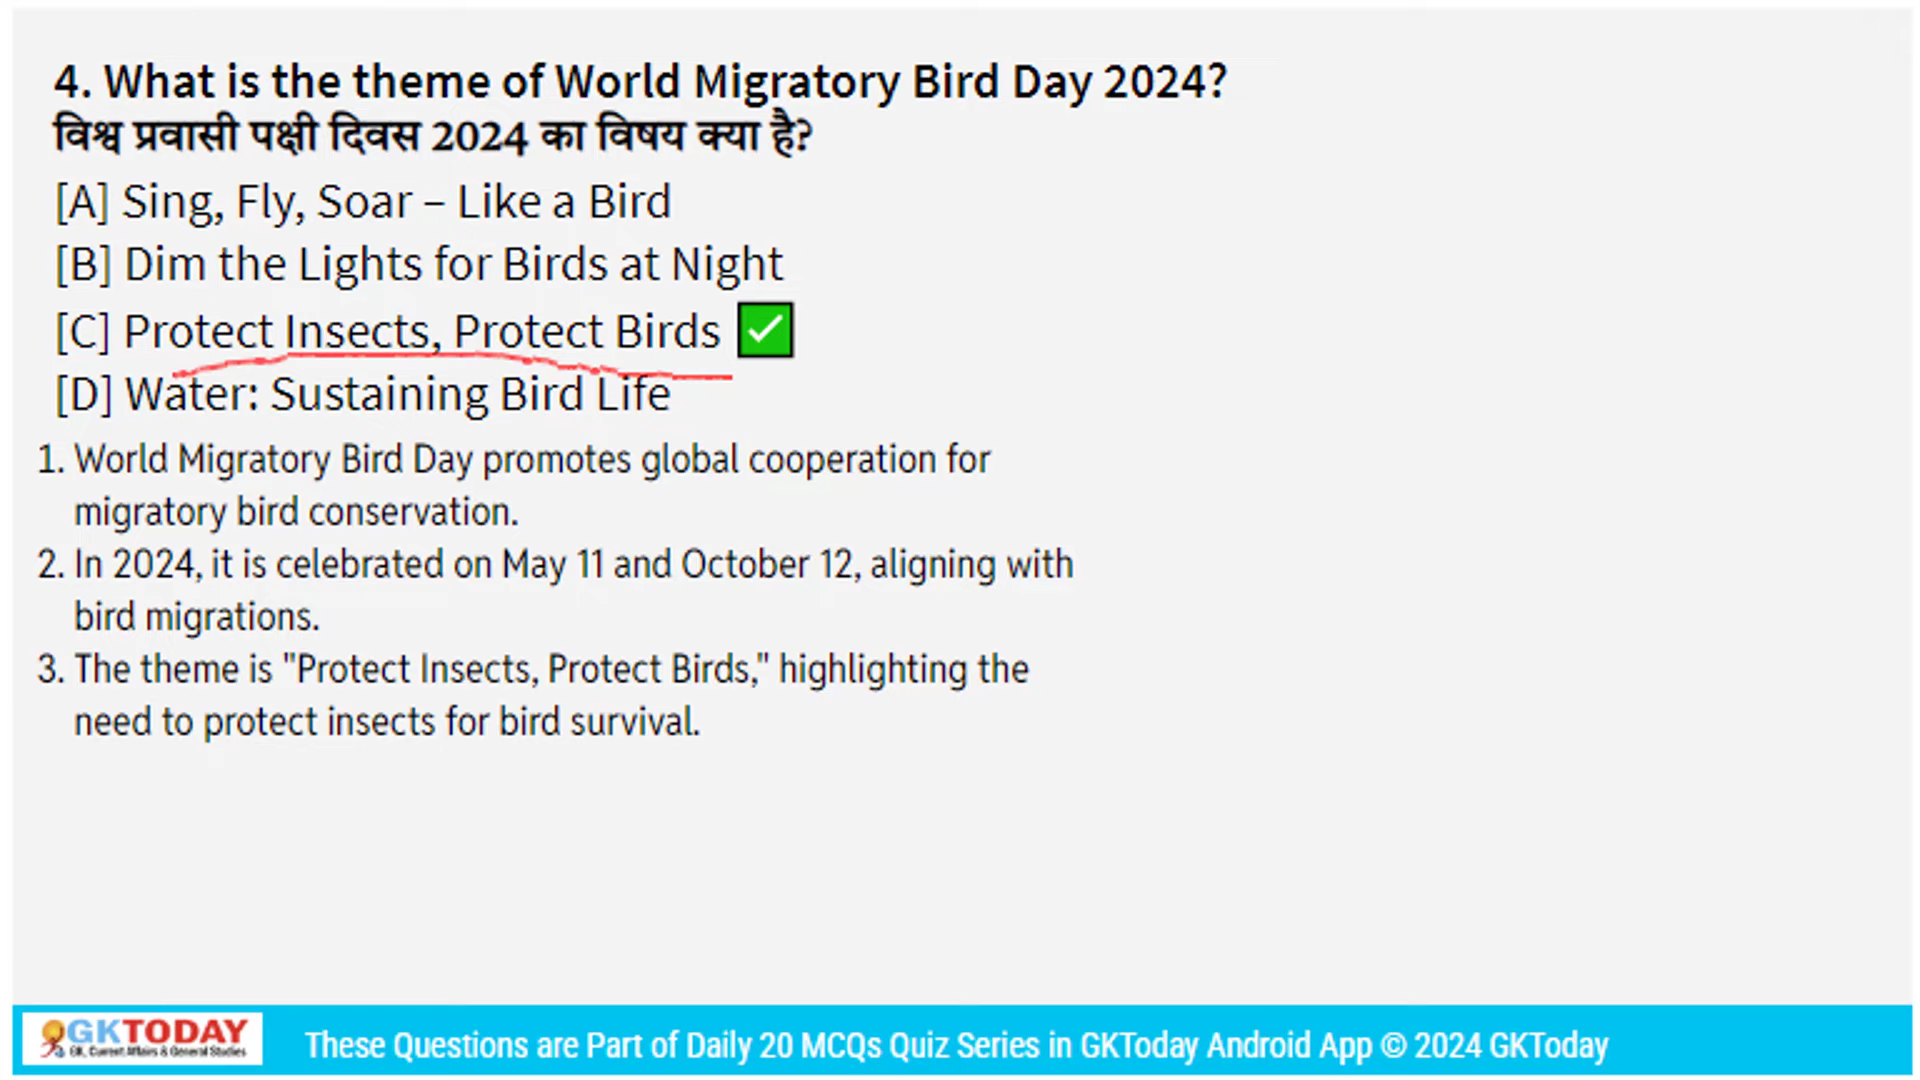 4. What is the theme of World Migratory Bird Day 2024?
विश्व प्रवासी पक्षी दिवस 2024 का विषय क्या है?
[A] Sing, Fly, Soar – Like a Bird
[B] Dim the Lights for Birds at Night
[C] Protect Insects, Protect Birds
[D] Water: Sustaining Bird Life
1. World Migratory Bird Day promotes global cooperation for
migratory bird conservation.
2. In 2024, it is celebrated on May 11 and October 12, aligning with
bird migrations.
3. The theme is "Protect Insects, Protect Birds," highlighting the
need to protect insects for bird survival.
GKTODAY
GK, Current Affairs & General Studies
These Questions are Part of Daily 20 MCQs Quiz Series in GKToday Android App © 2024 GKToday